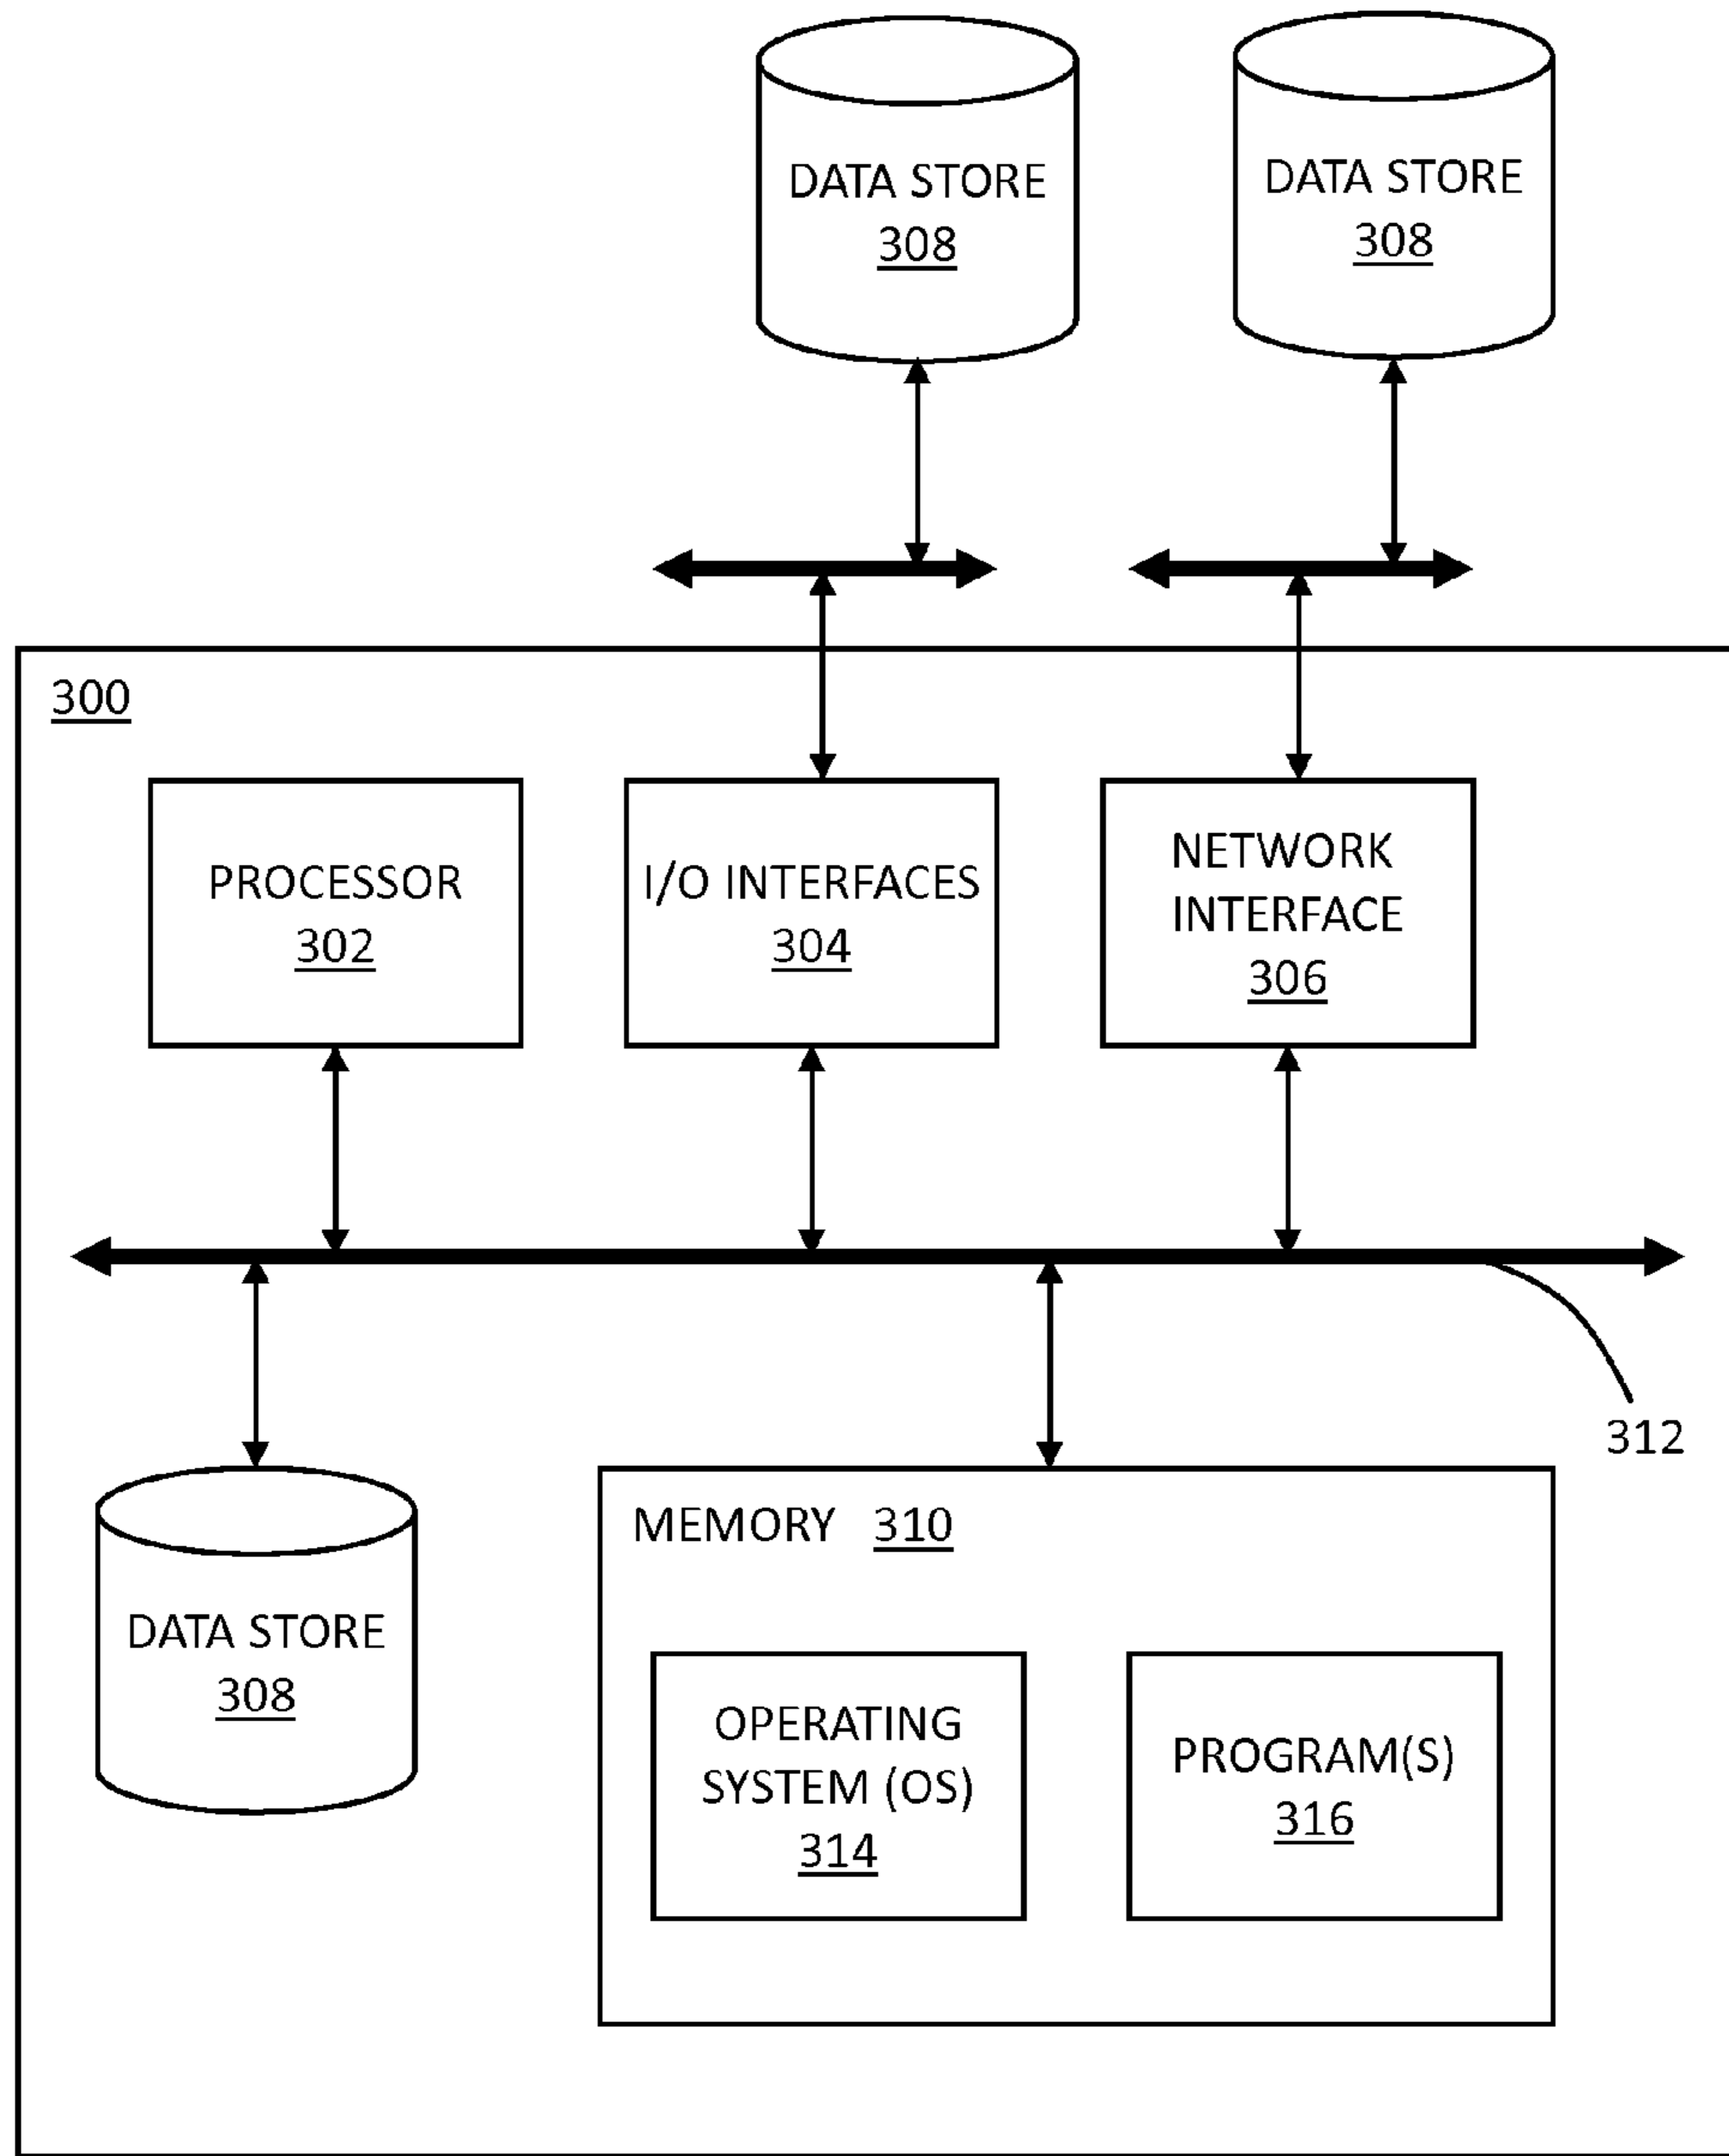 DATA STORE
308
DATA STORE
308
300
PROCESSOR
302
I/O INTERFACES
304
NETWORK
INTERFACE
306
312
DATA STORE
308
MEMORY 310
OPERATING
SYSTEM (OS)
314
PROGRAM(S)
316